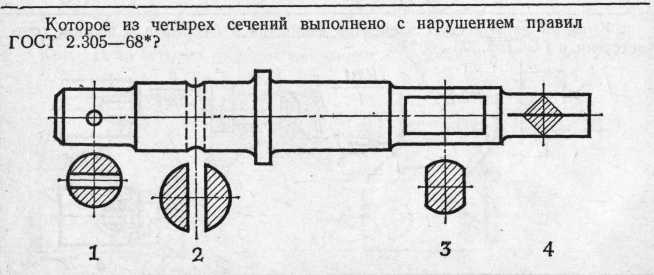 Которое из четырех сечений выполнено с нарушением правил
ГОСТ 2.305—68*?
1 2 3 4